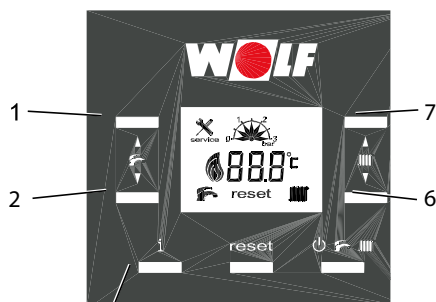 WOLF
1
7
service
0 1 2 3
bar
88.8°C
2
6
reset
i
reset